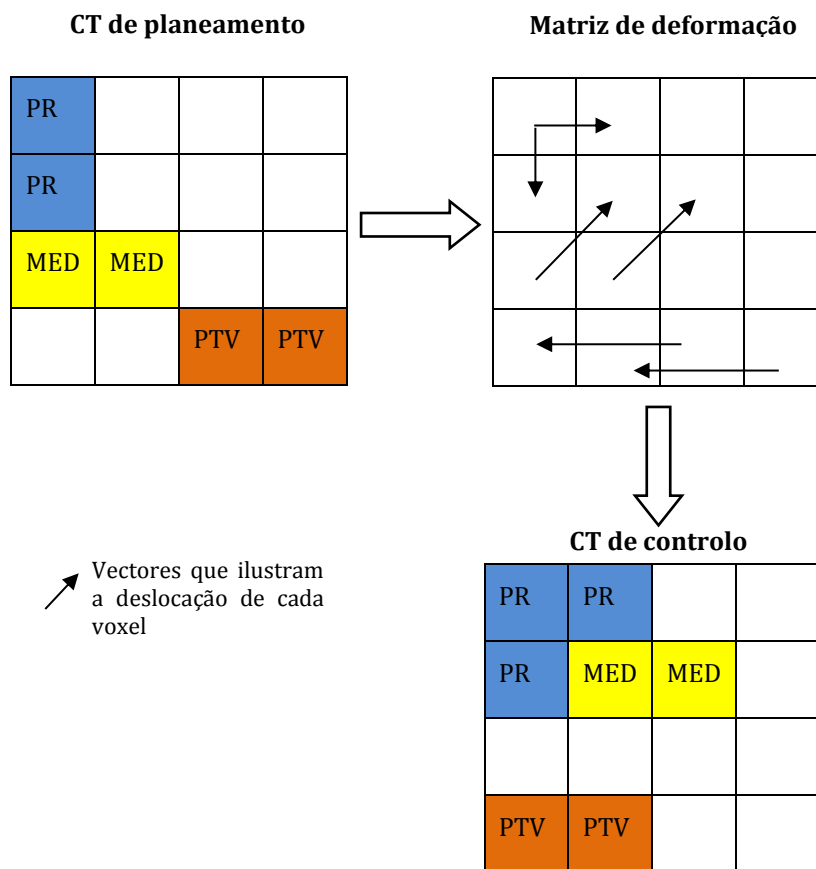 CT de planeamento
Matriz de deformação
PR
PR
MED MED
PTV PTV
Vectores que ilustram
a deslocação de cada
voxel
CT de controlo
PR PR
PR MED MED
PTV PTV